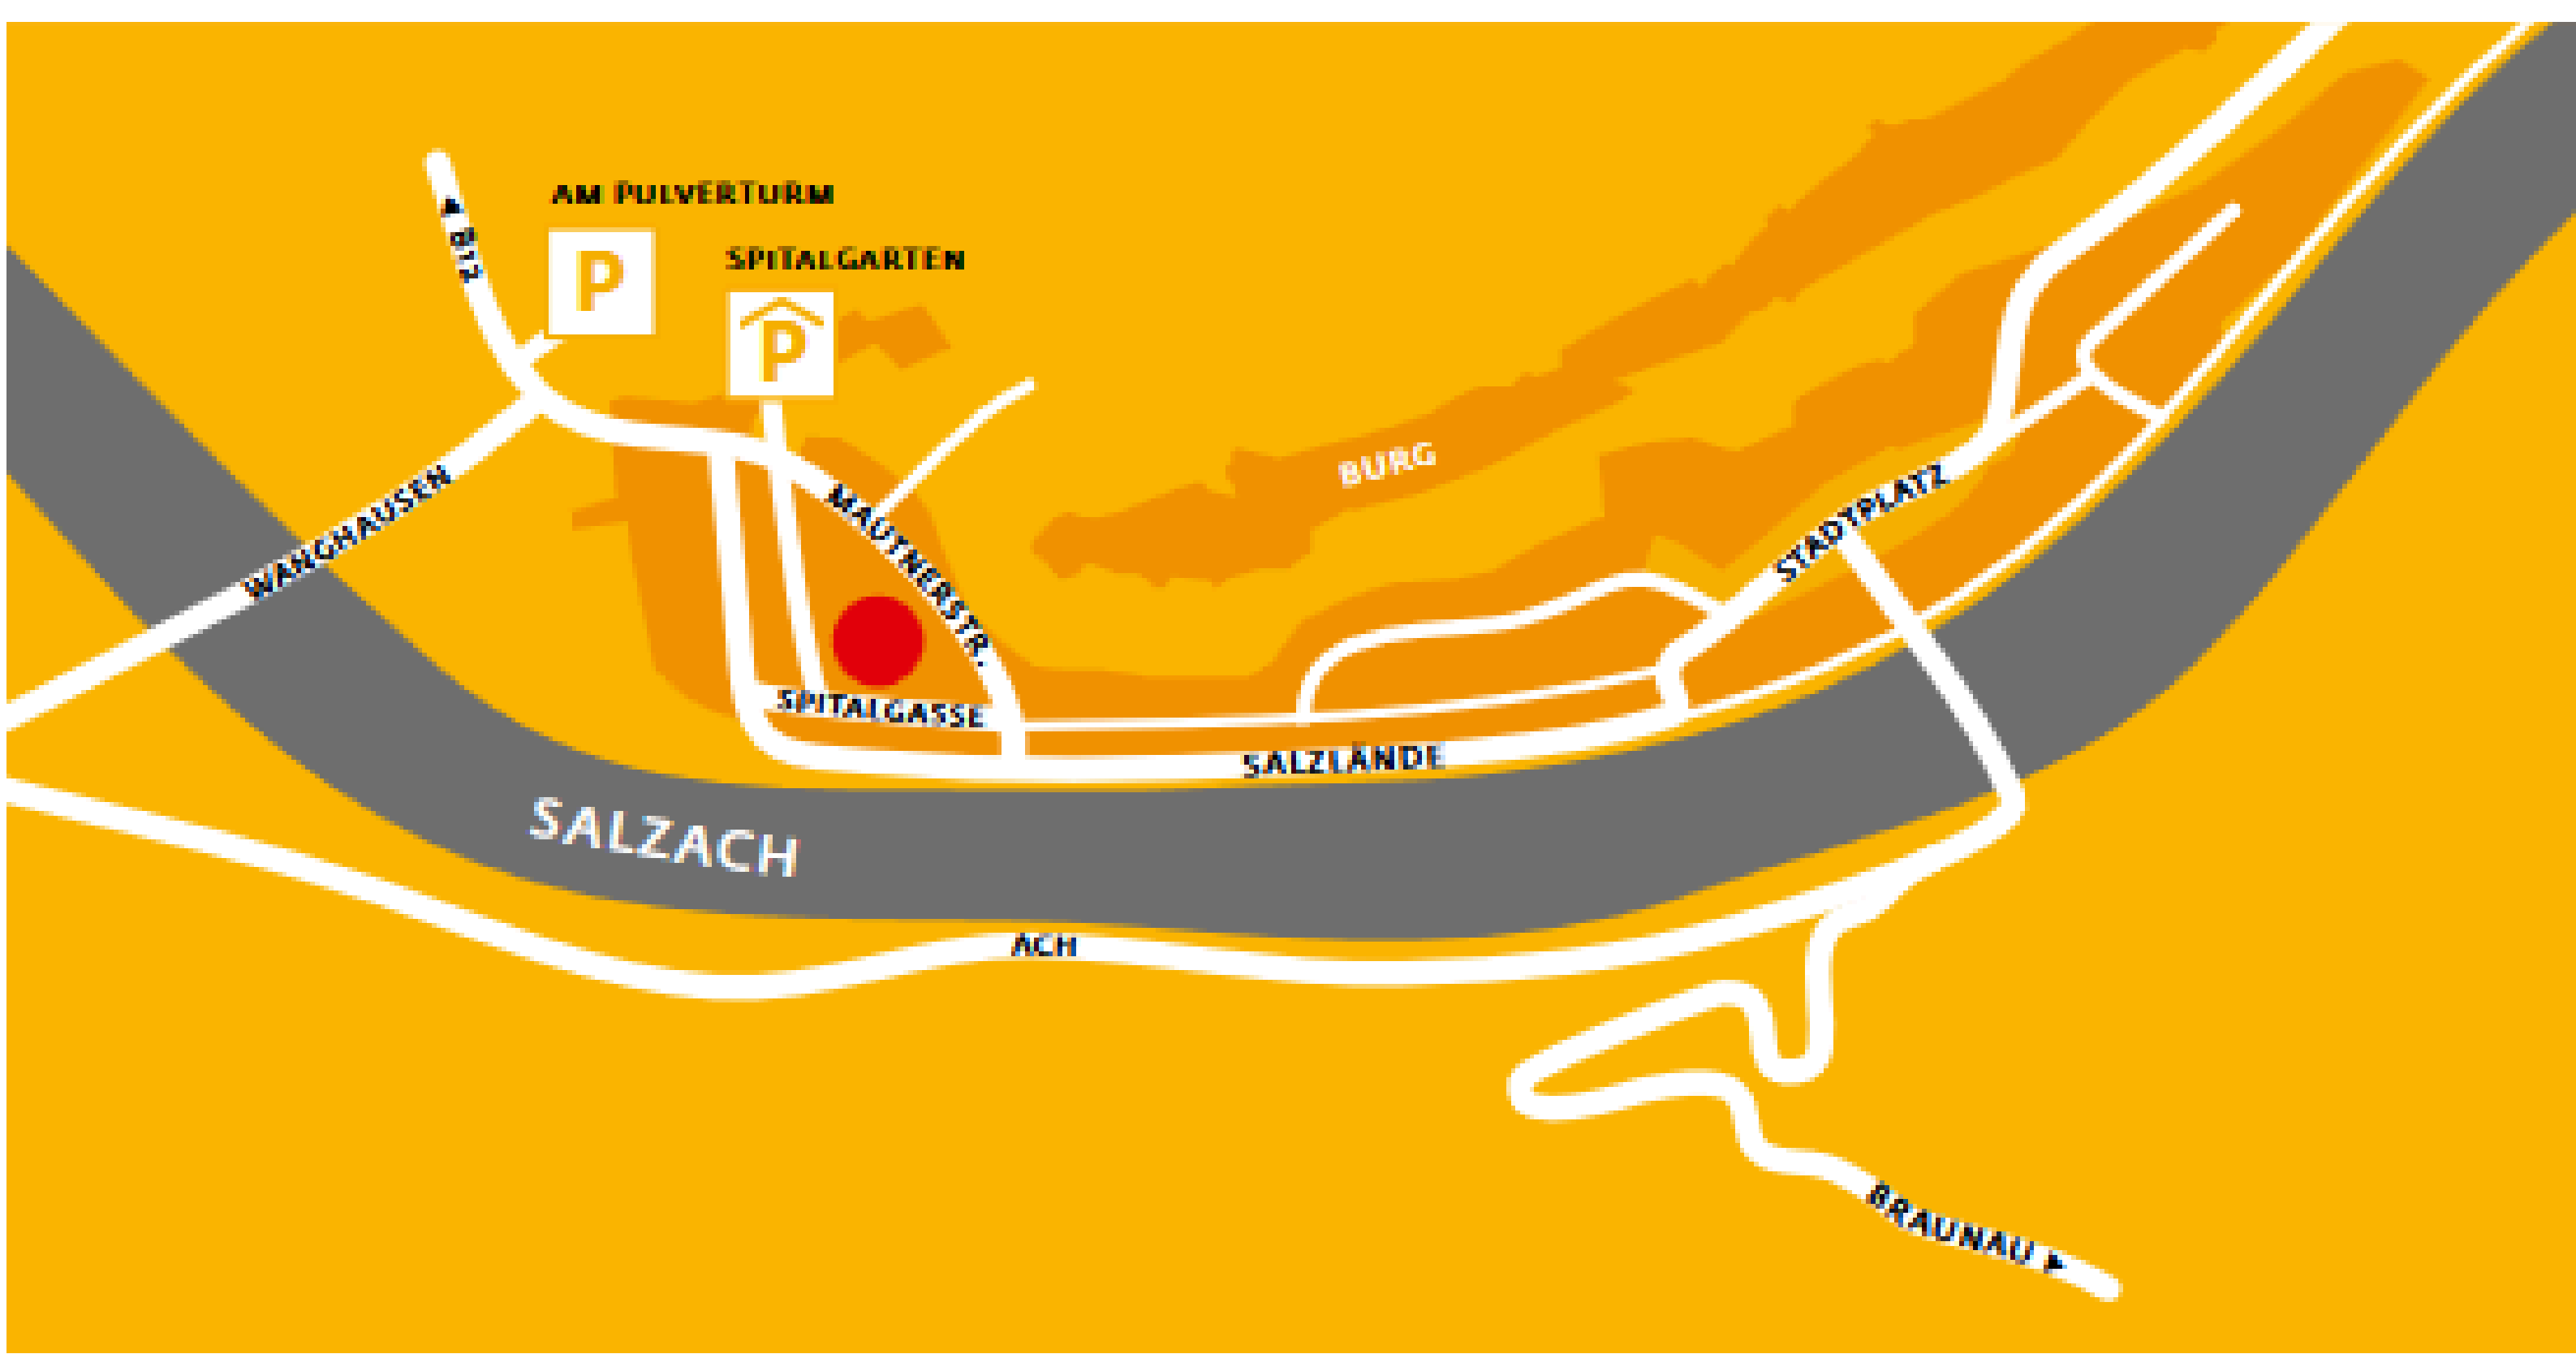 AM PULVERTURM
◄ B12
SPITALGARTEN
P
P
BURG
WANGHAUSEN
MAUTNERSTR.
STADTPLATZ
SPITALGASSE
SALZLÄNDE
SALZACH
ACH
BRAUNAU ►